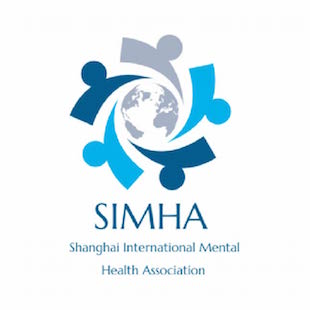 SIMHA
Shanghai International Mental
Health Association